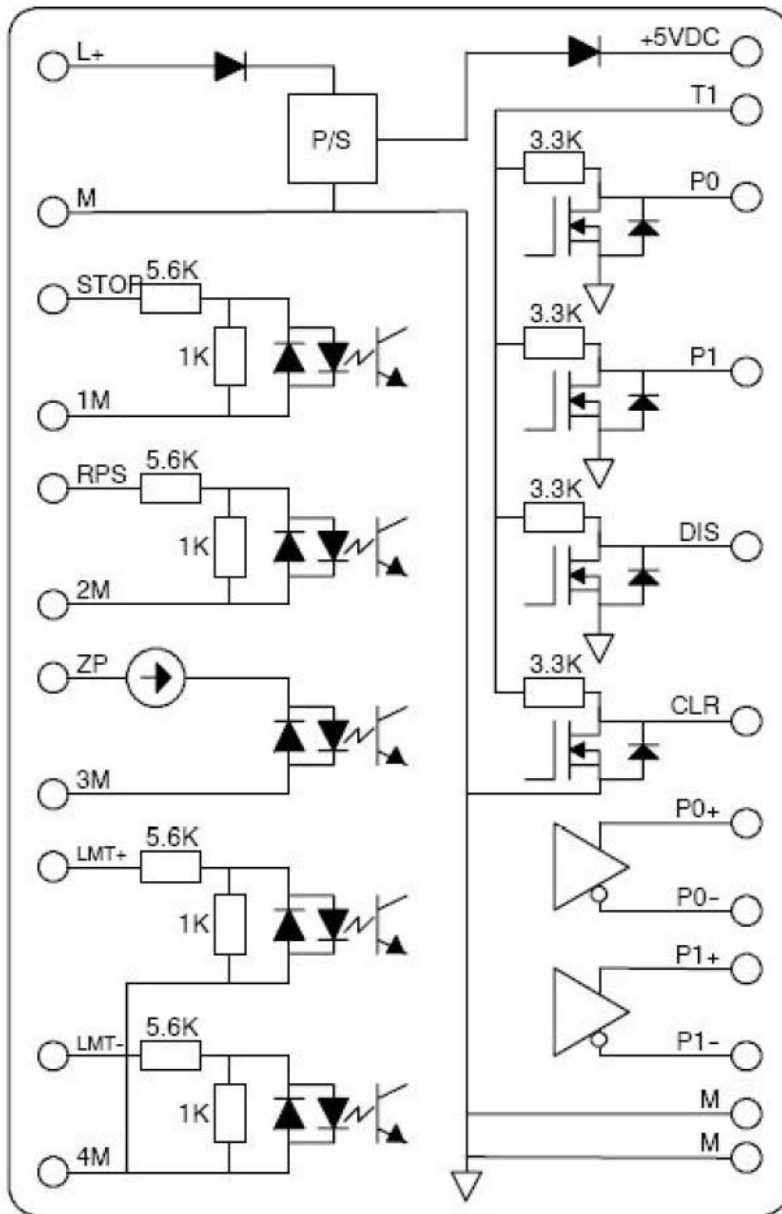 L+
P/S
M
STOP
5.6K
1K
1M
RPS
5.6K
1K
2M
ZP
3M
LMT+
5.6K
1K
LMT-
5.6K
1K
4M
+5VDC
T1
3.3K
P0
3.3K
P1
3.3K
DIS
3.3K
CLR
P0+
P0-
P1+
P1-
M
M